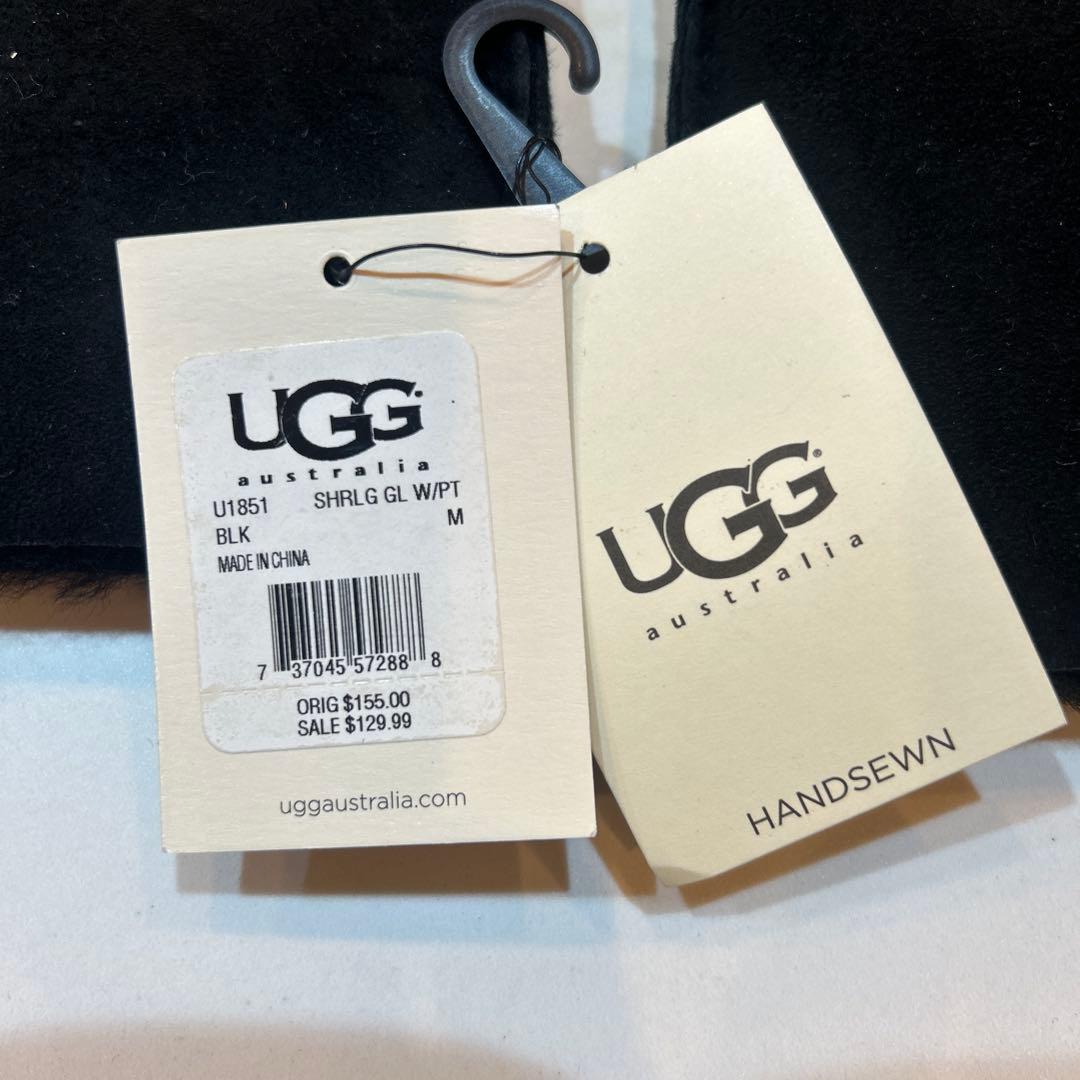 UGG
australia
U1851 SHRLG GL W/PT
BLK M
MADE IN CHINA
7 37045 57288 8
ORIG $155.00
SALE $129.99
uggaustralia.com
UGG®
australia
HANDSEWN